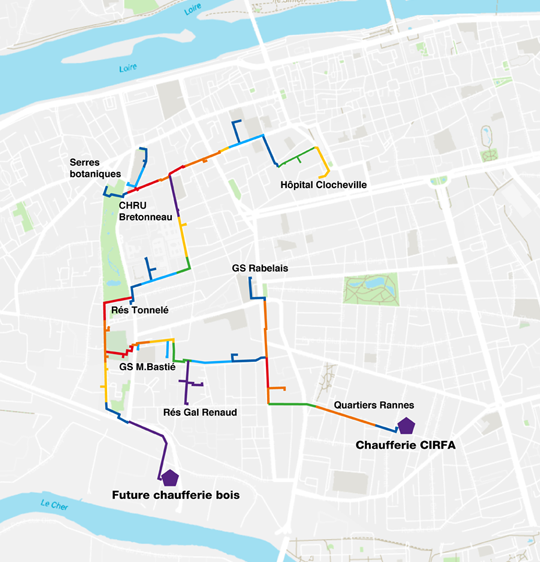 Loire
Loire
Serres
botaniques
CHRU
Bretonneau
Hôpital Clocheville
GS Rabelais
Rés Tonnelé
GS M.Bastié
Rés Gal Renaud
Quartiers Rannes
Chaufferie CIRFA
Future chaufferie bois
Le Cher